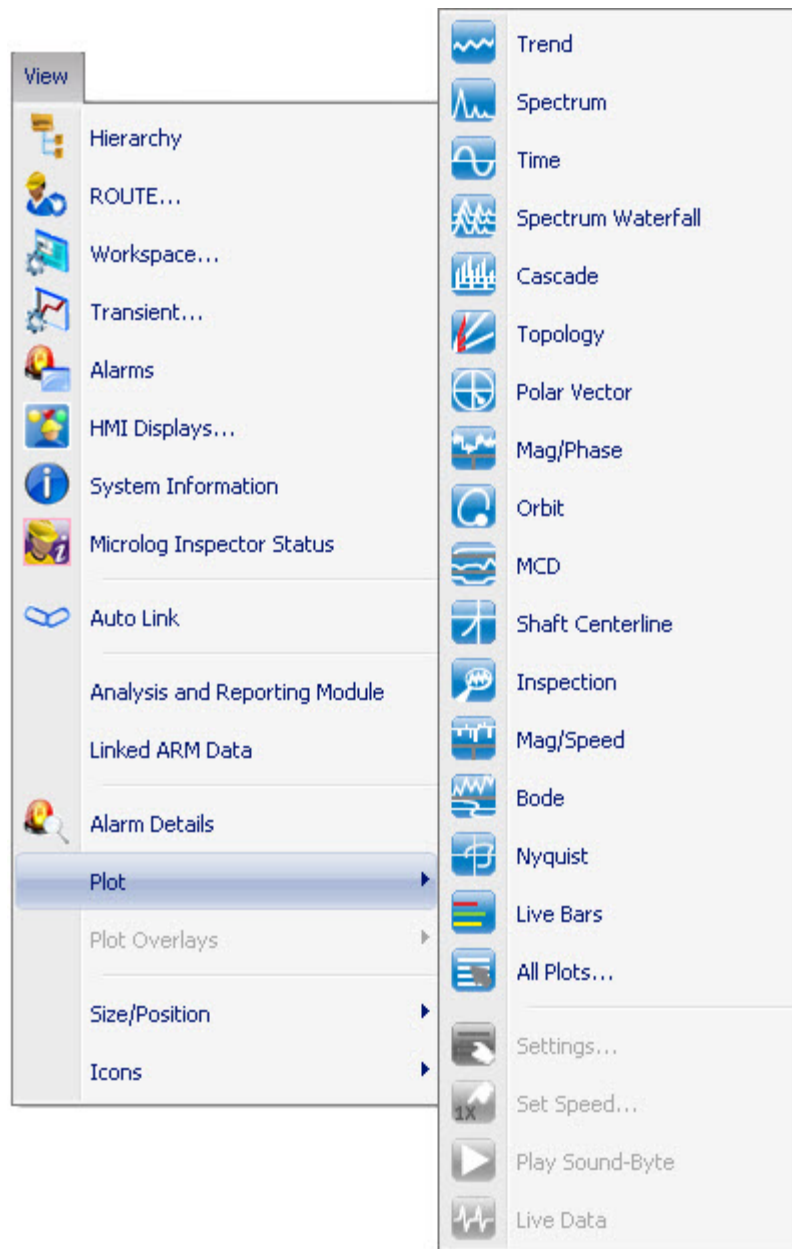 View
Hierarchy
ROUTE...
Workspace...
Transient...
Alarms
HMI Displays...
System Information
Microlog Inspector Status
Auto Link
Analysis and Reporting Module
Linked ARM Data
Alarm Details
Plot
Plot Overlays
Size/Position
Icons
Trend
Spectrum
Time
Spectrum Waterfall
Cascade
Topology
Polar Vector
Mag/Phase
Orbit
MCD
Shaft Centerline
Inspection
Mag/Speed
Bode
Nyquist
Live Bars
All Plots...
Settings...
1X
Set Speed...
Play Sound-Byte
Live Data